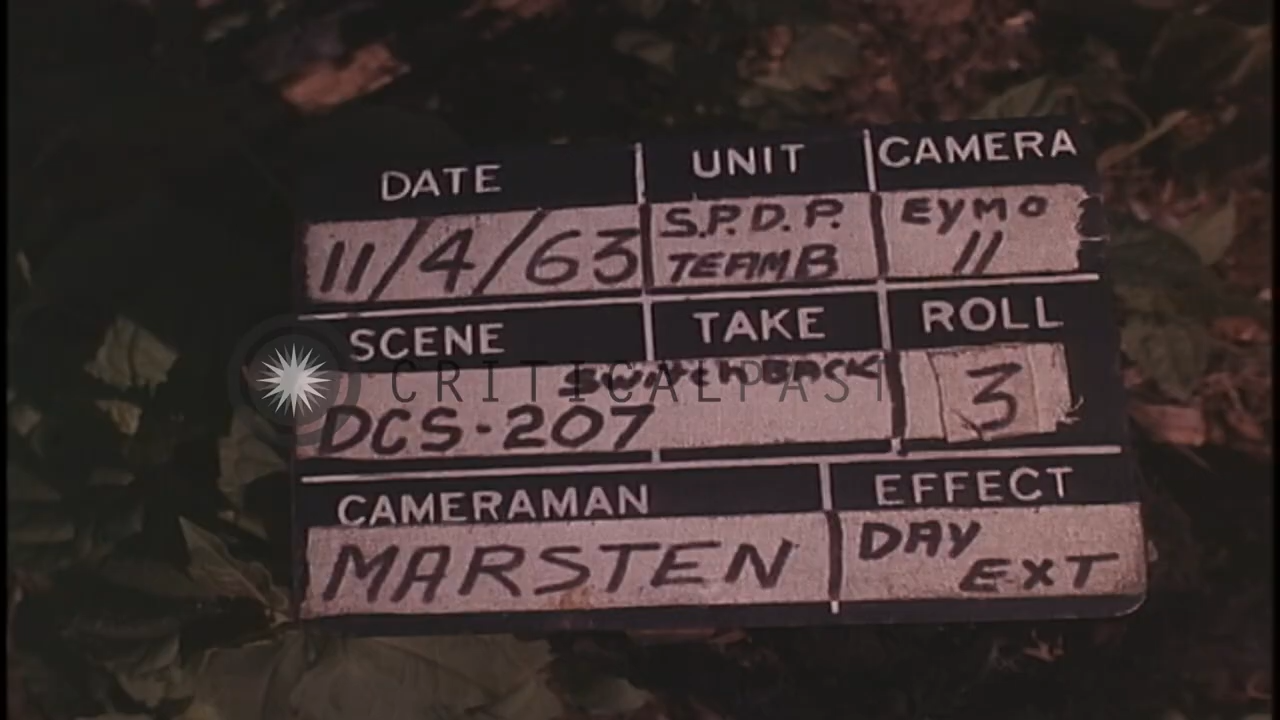 DATE UNIT CAMERA
11/4/63 S.P.D.P. EYMO
TEAM B 11
SCENE TAKE ROLL
SWITCHBACK
DCS-207 3
CRITICALPAST
CAMERAMAN EFFECT
MARSTEN DAY
EXT